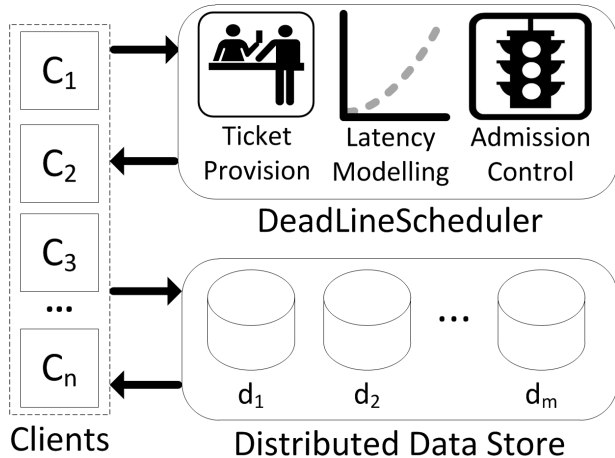 C₁
C₂
C₃
...
Cₙ
Clients
Ticket Provision
Latency Modelling
Admission Control
DeadLineScheduler
d₁
d₂
...
dₘ
Distributed Data Store